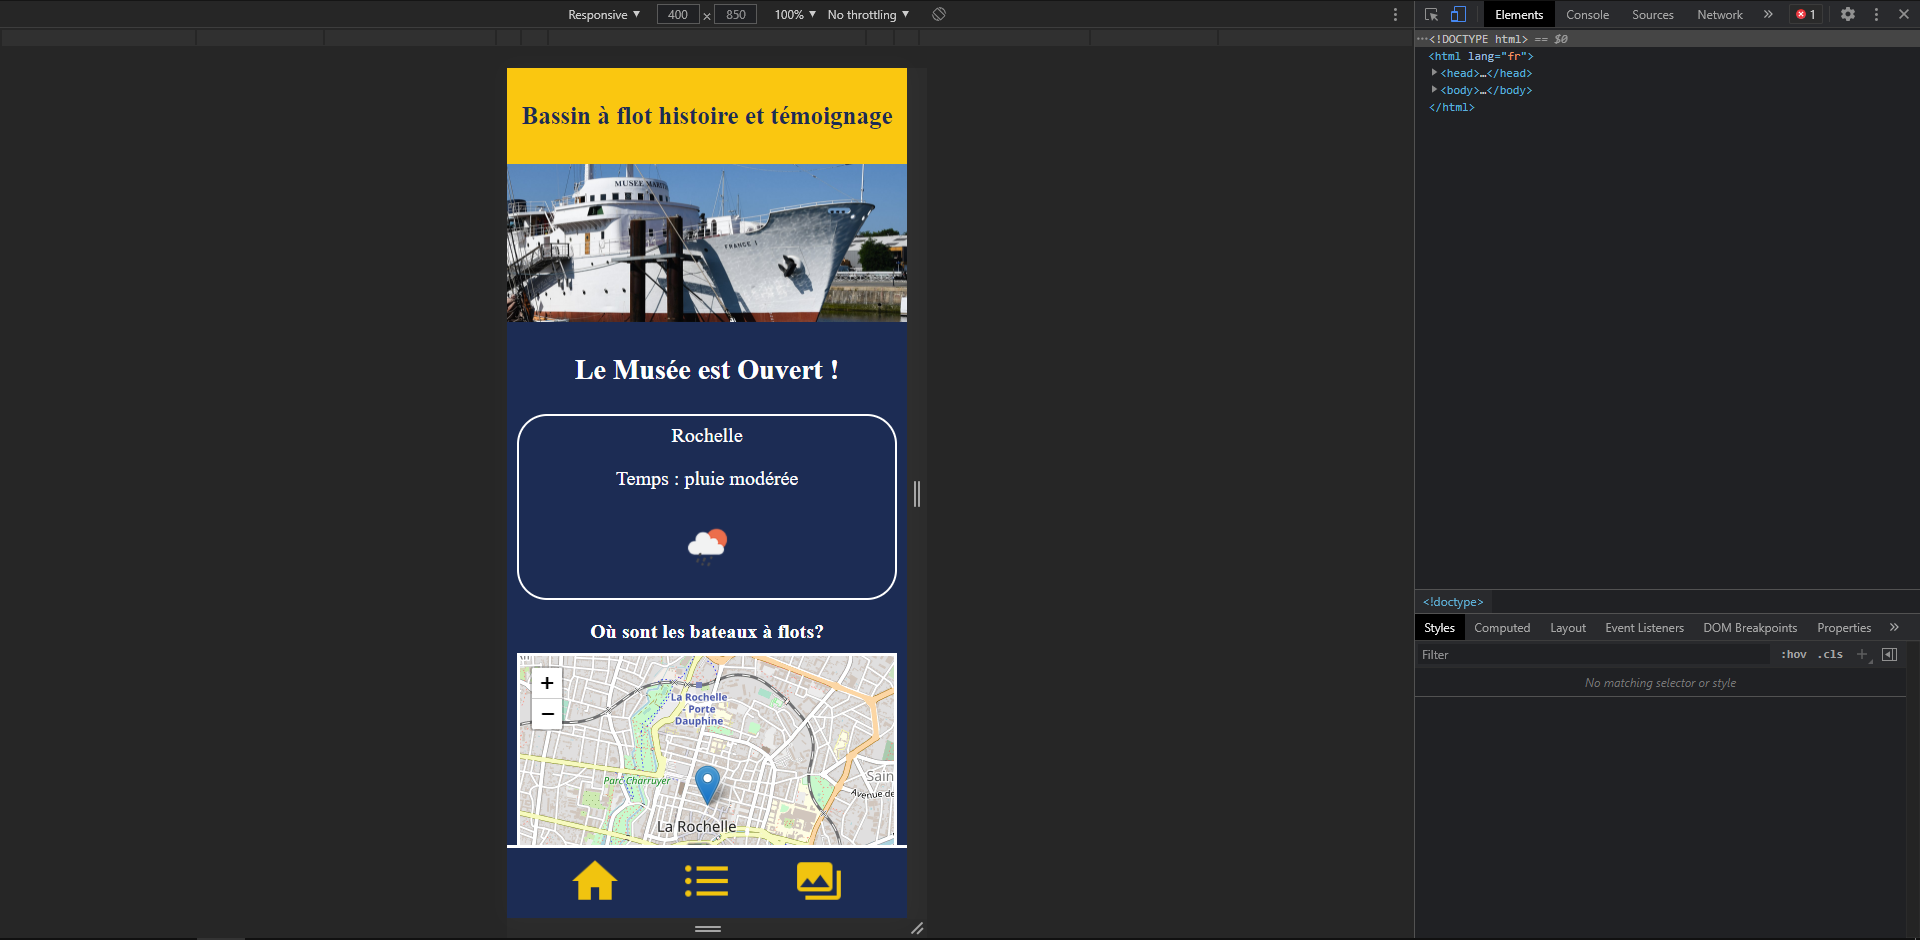 Responsive ▼ 400 × 850 100% ▼ No throttling ▼
Elements Console Sources Network » 1
···<!DOCTYPE html> == $0
<html lang="fr">
<head>…</head>
<body>…</body>
</html>
Bassin à flot histoire et témoignage
FRANCE 1
Le Musée est Ouvert !
Rochelle
Temps : pluie modérée
Où sont les bateaux à flots?
+
−
La Rochelle
- Porte
Dauphine
Parc Charruyer
Sain
Avenue de
La Rochelle
<!doctype>
Styles Computed Layout Event Listeners DOM Breakpoints Properties »
Filter :hov .cls +
No matching selector or style